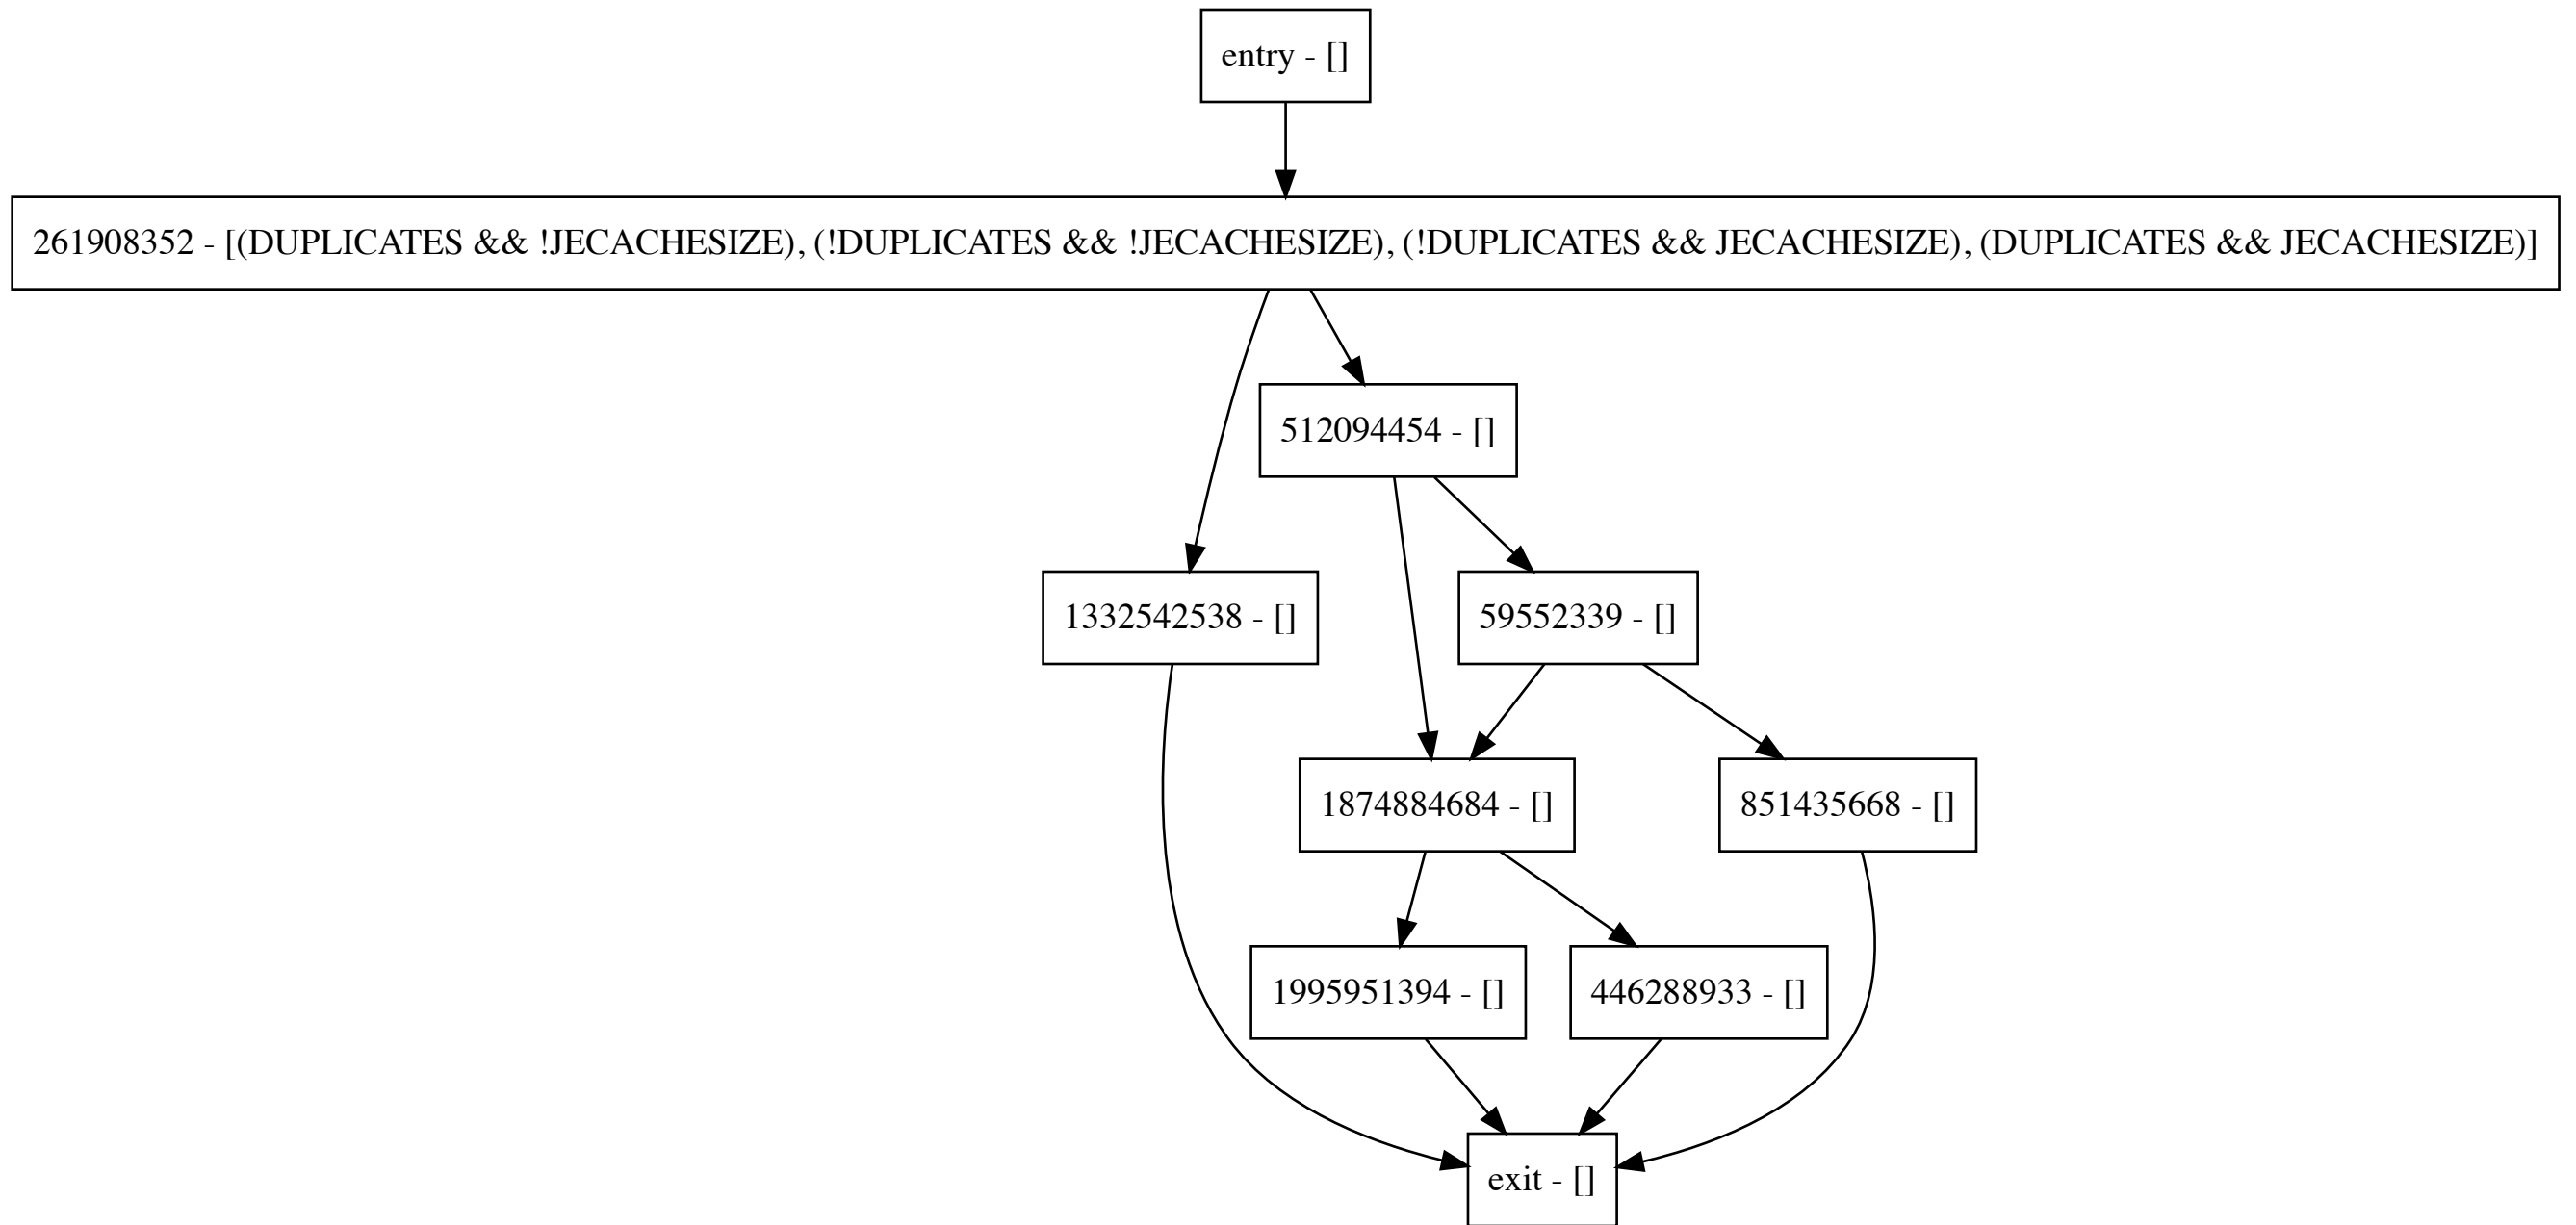 entry - []
261908352 - [(DUPLICATES && !JECACHESIZE), (!DUPLICATES && !JECACHESIZE), (!DUPLICATES && JECACHESIZE), (DUPLICATES && JECACHESIZE)]
512094454 - []
1332542538 - []
59552339 - []
1874884684 - []
851435668 - []
1995951394 - []
446288933 - []
exit - []